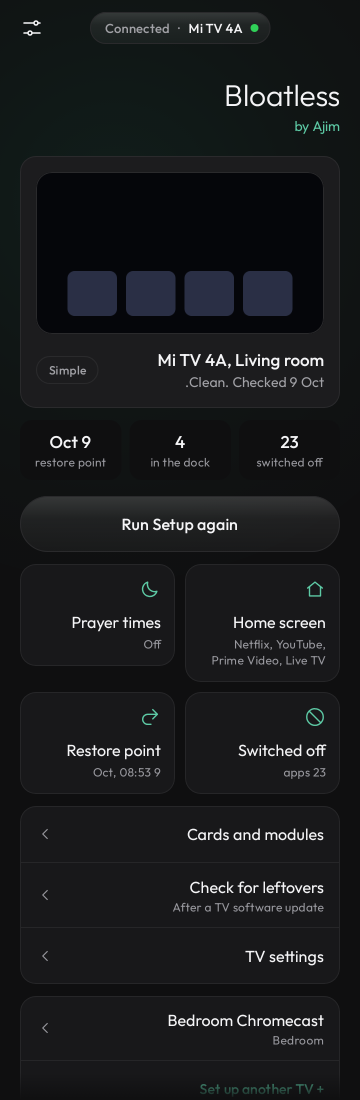 Connected · Mi TV 4A
Bloatless
by Ajim
Mi TV 4A, Living room
.Clean. Checked 9 Oct
Simple
Oct 9
restore point
4
in the dock
23
switched off
Run Setup again
Prayer times
Off
Home screen
Netflix, YouTube,
Prime Video, Live TV
Restore point
Oct, 08:53 9
Switched off
apps 23
Cards and modules
Check for leftovers
After a TV software update
TV settings
Bedroom Chromecast
Bedroom
Set up another TV +